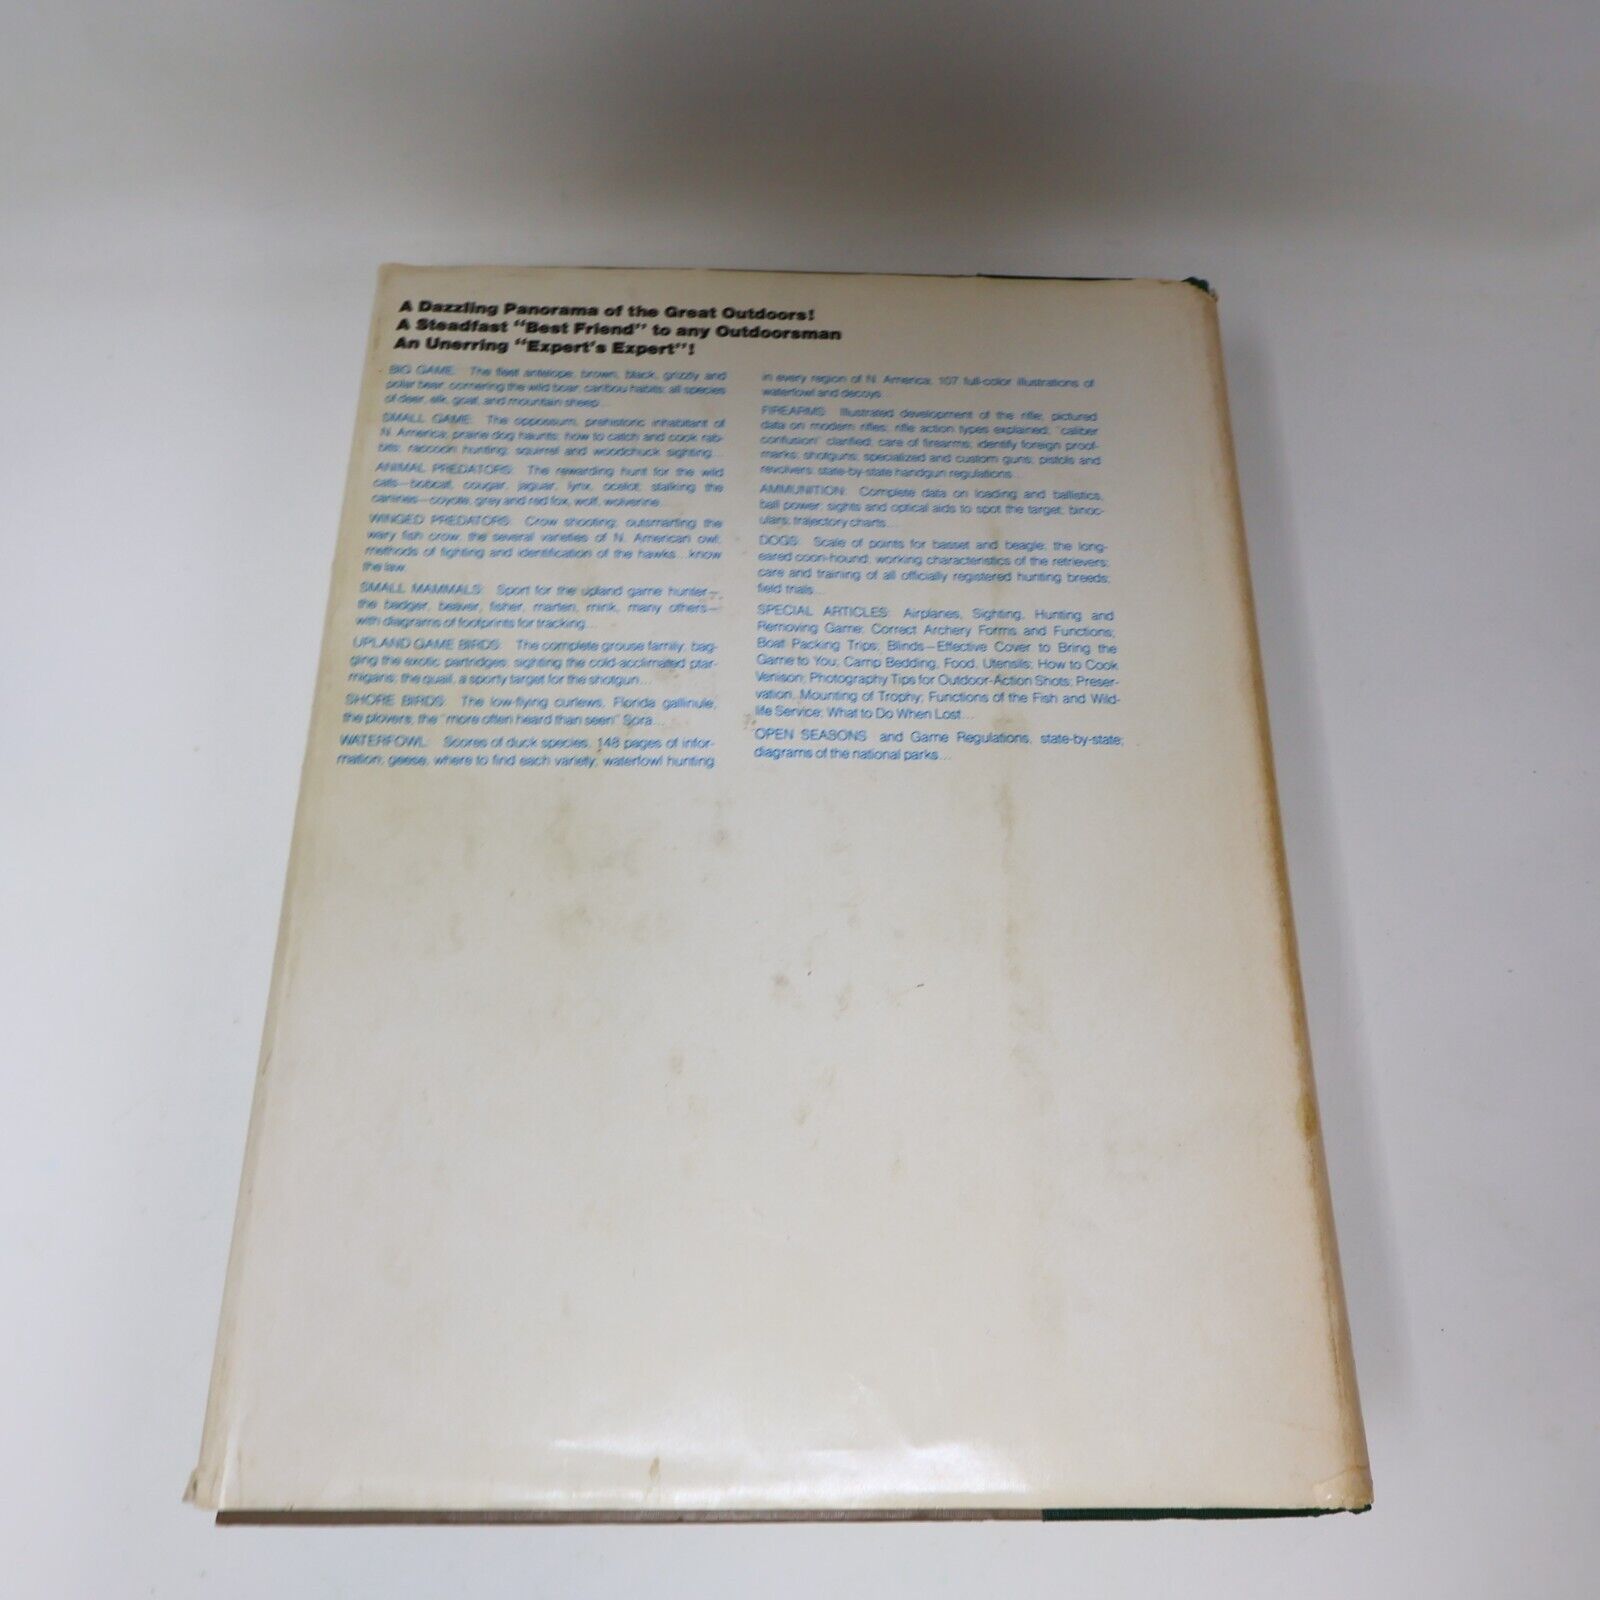 A Dazzling Panorama of the Great Outdoors!
A Steadfast "Best Friend" to any Outdoorsman
An Unerring "Expert's Expert"!
BIG GAME: The fleet antelope; brown, black, grizzly and
polar bear; cornering the wild boar; caribou habits; all species
of deer, elk, goat, and mountain sheep...
SMALL GAME: The oppossum, prehistoric inhabitant of
N. America; prairie dog haunts; how to catch and cook rab-
bits; raccoon hunting; squirrel and woodchuck sighting...
ANIMAL PREDATORS: The rewarding hunt for the wild
cats—bobcat, cougar, jaguar, lynx, ocelot; stalking the
canines—coyote, grey and red fox, wolf, wolverine...
WINGED PREDATORS: Crow shooting; outsmarting the
wary fish crow; the several varieties of N. American owl;
methods of fighting and identification of the hawks...know
the law.
SMALL MAMMALS: Sport for the upland game hunter—
the badger, beaver, fisher, marten, mink, many others—
with diagrams of footprints for tracking...
UPLAND GAME BIRDS: The complete grouse family; bag-
ging the exotic partridges; sighting the cold-acclimated ptar-
migans; the quail, a sporty target for the shotgun...
SHORE BIRDS: The low-flying curlews, Florida gallinule,
the plovers; the "more often heard than seen" Sora...
WATERFOWL: Scores of duck species, 148 pages of infor-
mation; geese, where to find each variety; waterfowl hunting
in every region of N. America; 107 full-color illustrations of
waterfowl and decoys.
FIREARMS: Illustrated development of the rifle; pictured
data on modern rifles; rifle action types explained; "caliber
confusion" clarified; care of firearms; identify foreign proof-
marks; shotguns; specialized and custom guns; pistols and
revolvers; state-by-state handgun regulations...
AMMUNITION: Complete data on loading and ballistics,
ball power; sights and optical aids to spot the target; binoc-
ulars; trajectory charts...
DOGS: Scale of points for basset and beagle; the long-
eared coon-hound; working characteristics of the retrievers;
care and training of all officially registered hunting breeds;
field trials...
SPECIAL ARTICLES: Airplanes, Sighting, Hunting and
Removing Game; Correct Archery Forms and Functions;
Boat Packing Trips; Blinds—Effective Cover to Bring the
Game to You; Camp Bedding, Food, Utensils; How to Cook
Venison; Photography Tips for Outdoor-Action Shots; Preser-
vation, Mounting of Trophy; Functions of the Fish and Wild-
life Service; What to Do When Lost...
OPEN SEASONS and Game Regulations, state-by-state;
diagrams of the national parks...